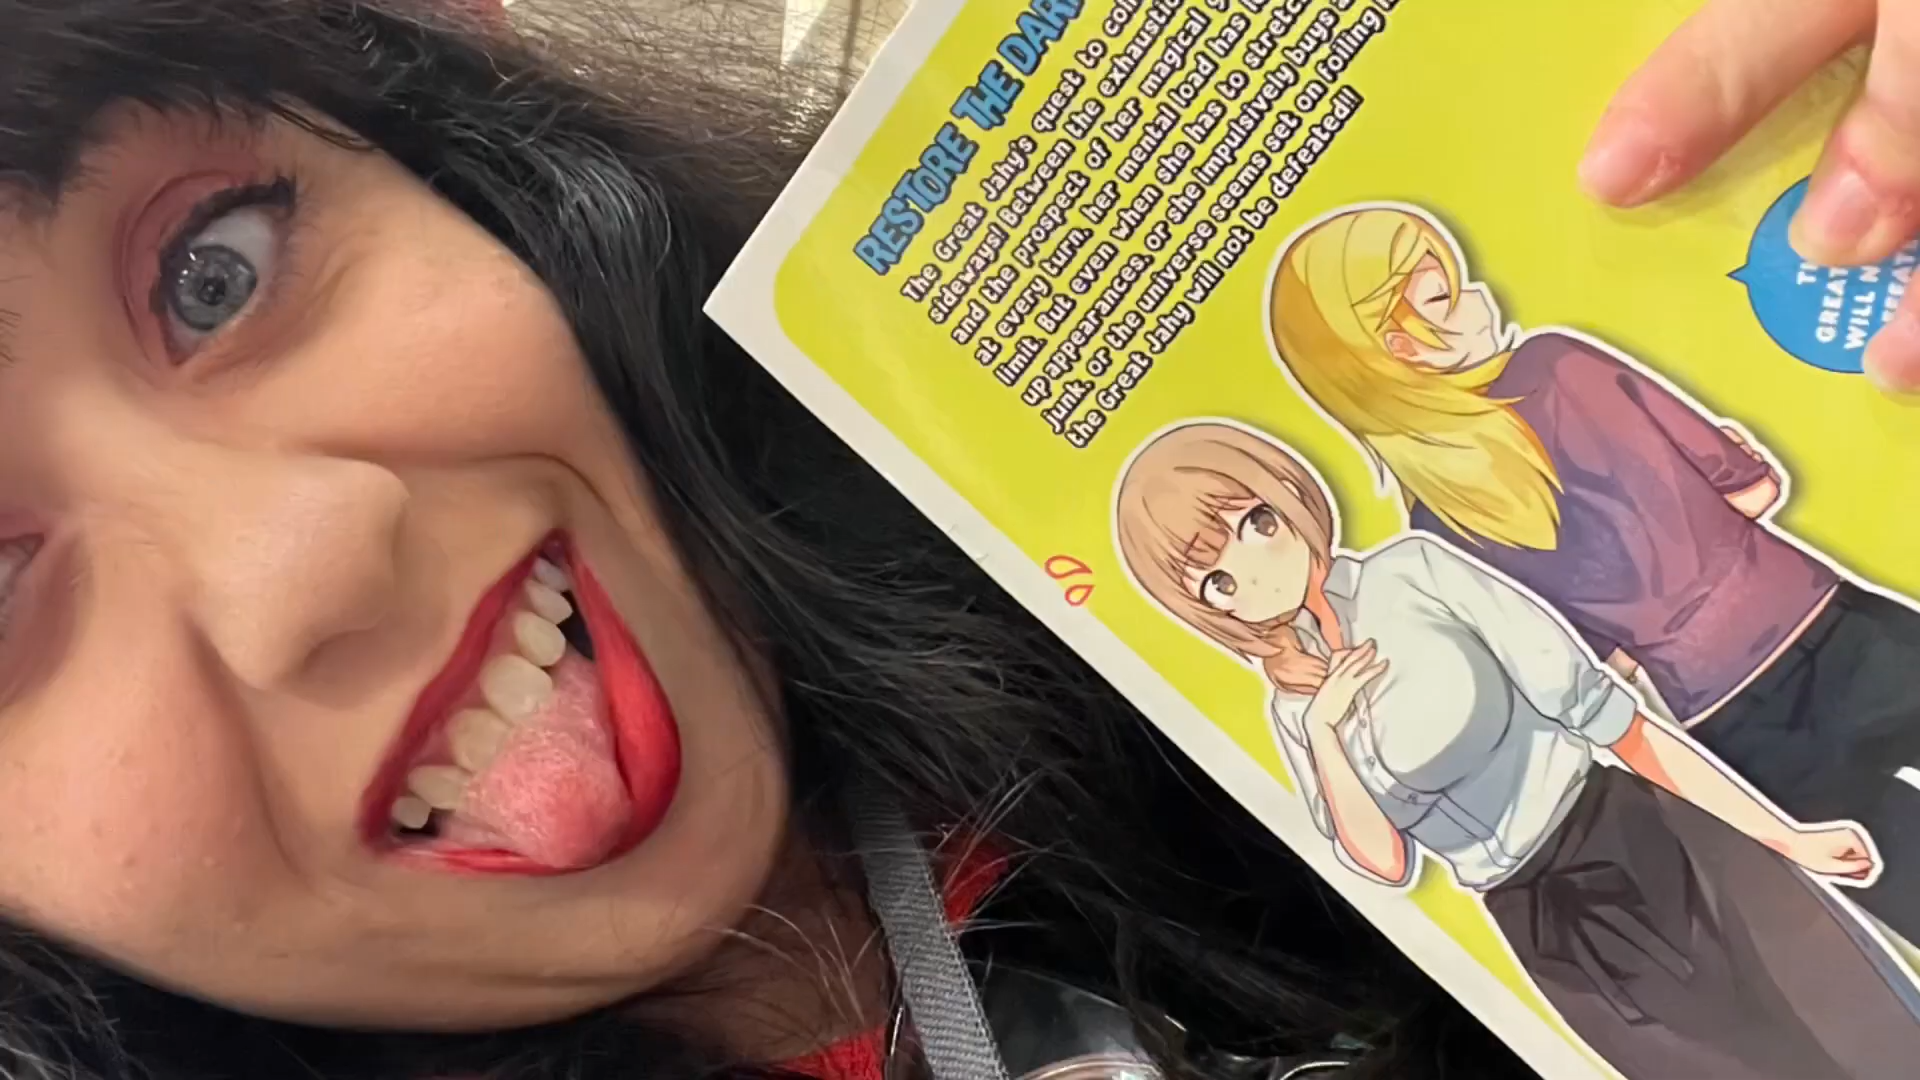 RESTORE THE DAR
The Great Jahy's quest to
sideways! Between the
and the prospect of her magical
at every turn, her mental load has
limit. But even when she has to
up appearances, or she impulsively buys
junk, or the universe seems set on foiling
the Great Jahy will not be defeated!!
GREAT
WILL